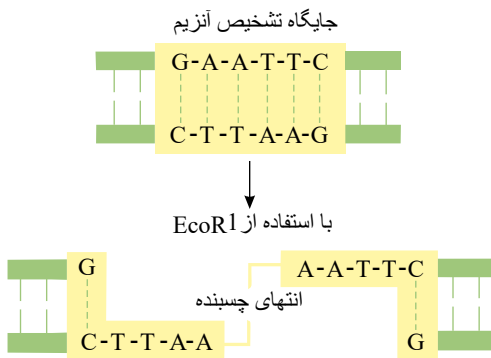 جایگاه تشخیص آنزیم
G-A-A-T-T-C
C-T-T-A-A-G
با استفاده از EcoR1
G
A-A-T-T-C
انتهای چسبنده
C-T-T-A-A
G